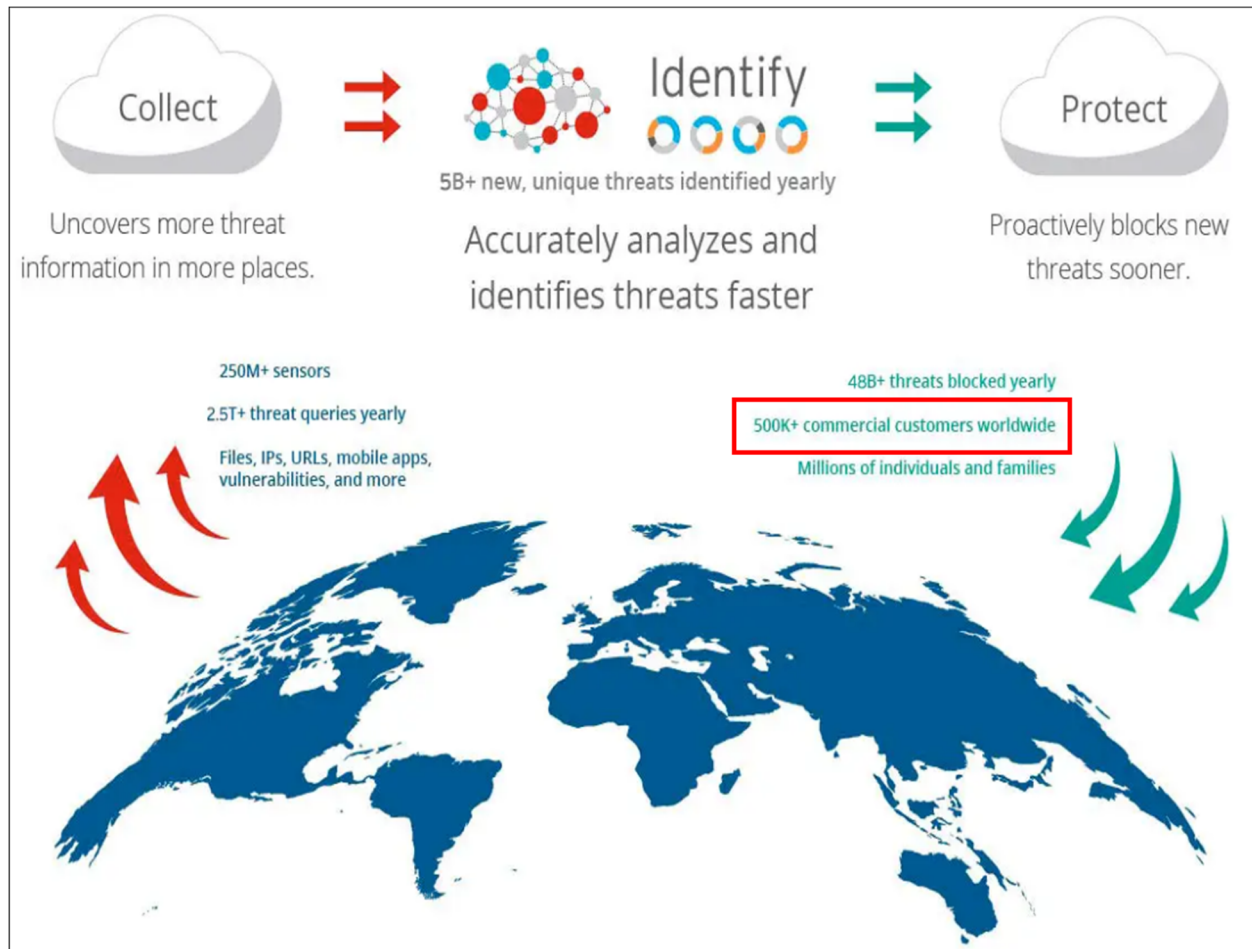 Collect
Identify
Protect
5B+ new, unique threats identified yearly
Uncovers more threat
information in more places.
Accurately analyzes and
identifies threats faster
Proactively blocks new
threats sooner.
250M+ sensors
2.5T+ threat queries yearly
Files, IPs, URLs, mobile apps,
vulnerabilities, and more
48B+ threats blocked yearly
500K+ commercial customers worldwide
Millions of individuals and families